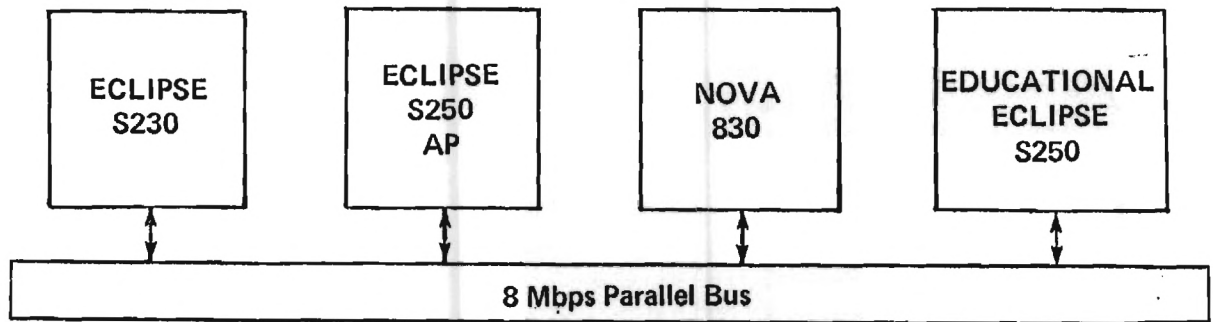 ECLIPSE
S230
ECLIPSE
S250
AP
NOVA
830
EDUCATIONAL
ECLIPSE
S250
8 Mbps Parallel Bus